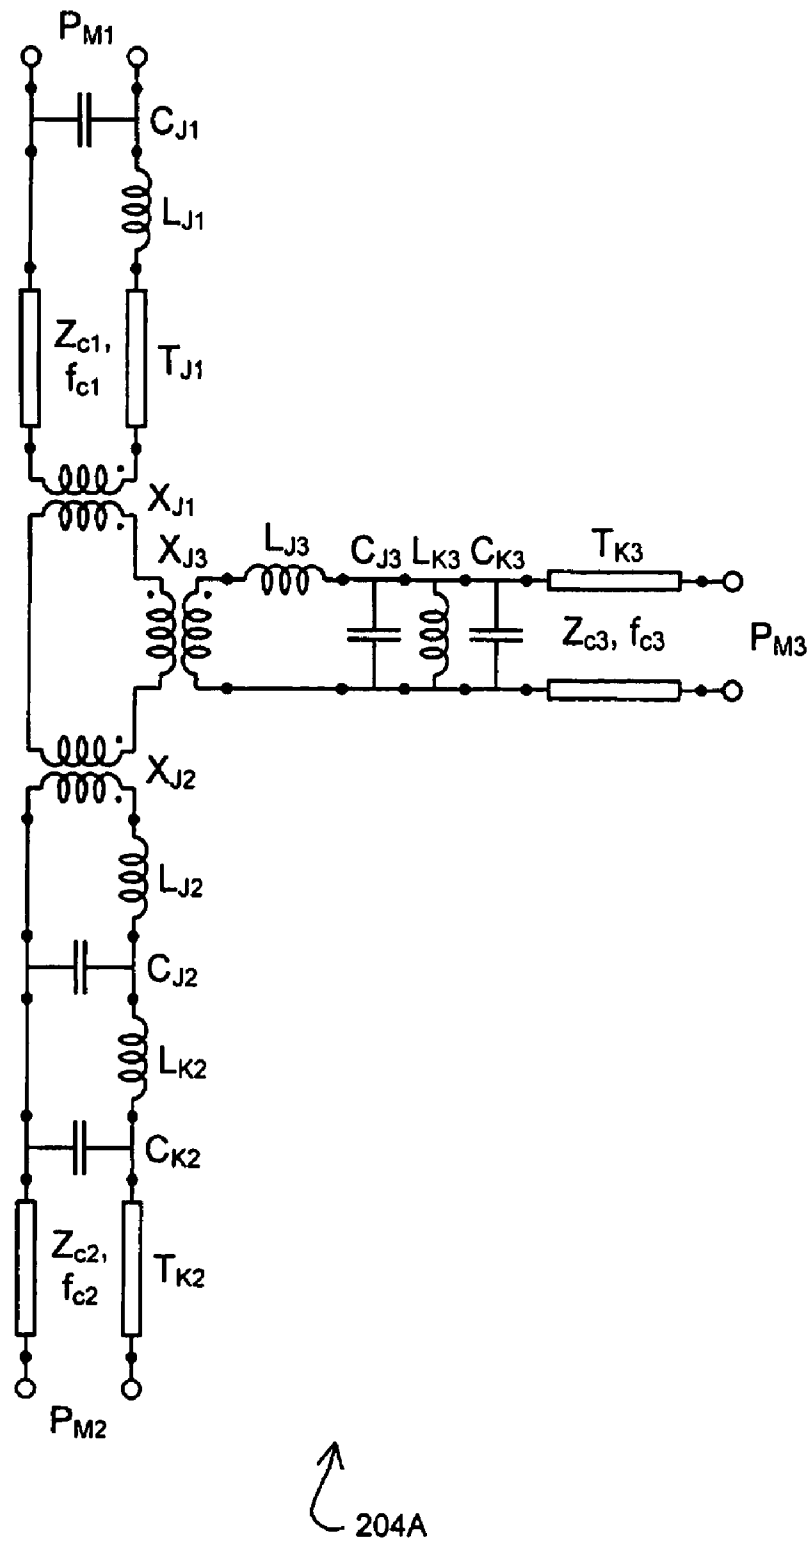 PM1
CJ1
LJ1
Zc1,
fc1
TJ1
XJ1
XJ3
LJ3
CJ3
LK3
CK3
TK3
Zc3, fc3
PM3
XJ2
LJ2
CJ2
LK2
CK2
Zc2,
fc2
TK2
PM2
204A